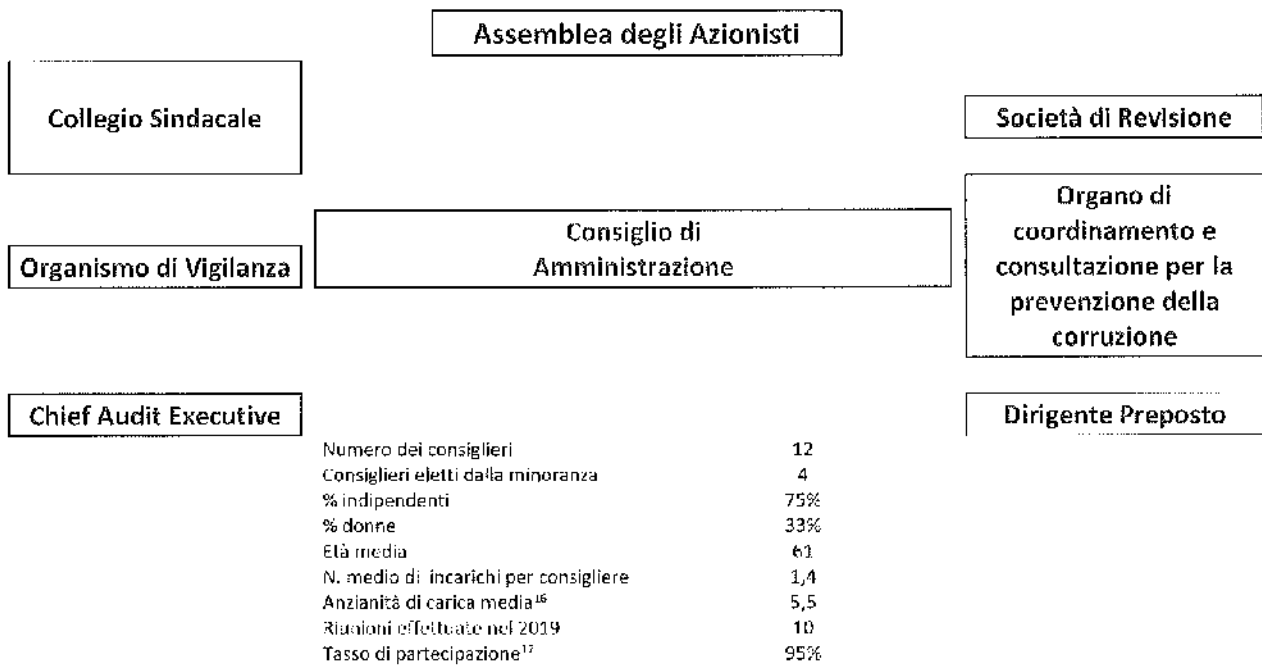 Assemblea degli Azionisti
Collegio Sindacale
Società di Revisione
Organismo di Vigilanza
Consiglio di
Amministrazione
Organo di
coordinamento e
consultazione per la
prevenzione della
corruzione
Chief Audit Executive
Dirigente Preposto
Numero dei consiglieri 12
Consiglieri eletti dalla minoranza 4
% indipendenti 75%
% donne 33%
Età media 61
N. medio di incarichi per consigliere 1,4
Anzianità di carica media¹⁶ 5,5
Riunioni effettuate nel 2019 10
Tasso di partecipazione¹⁷ 95%